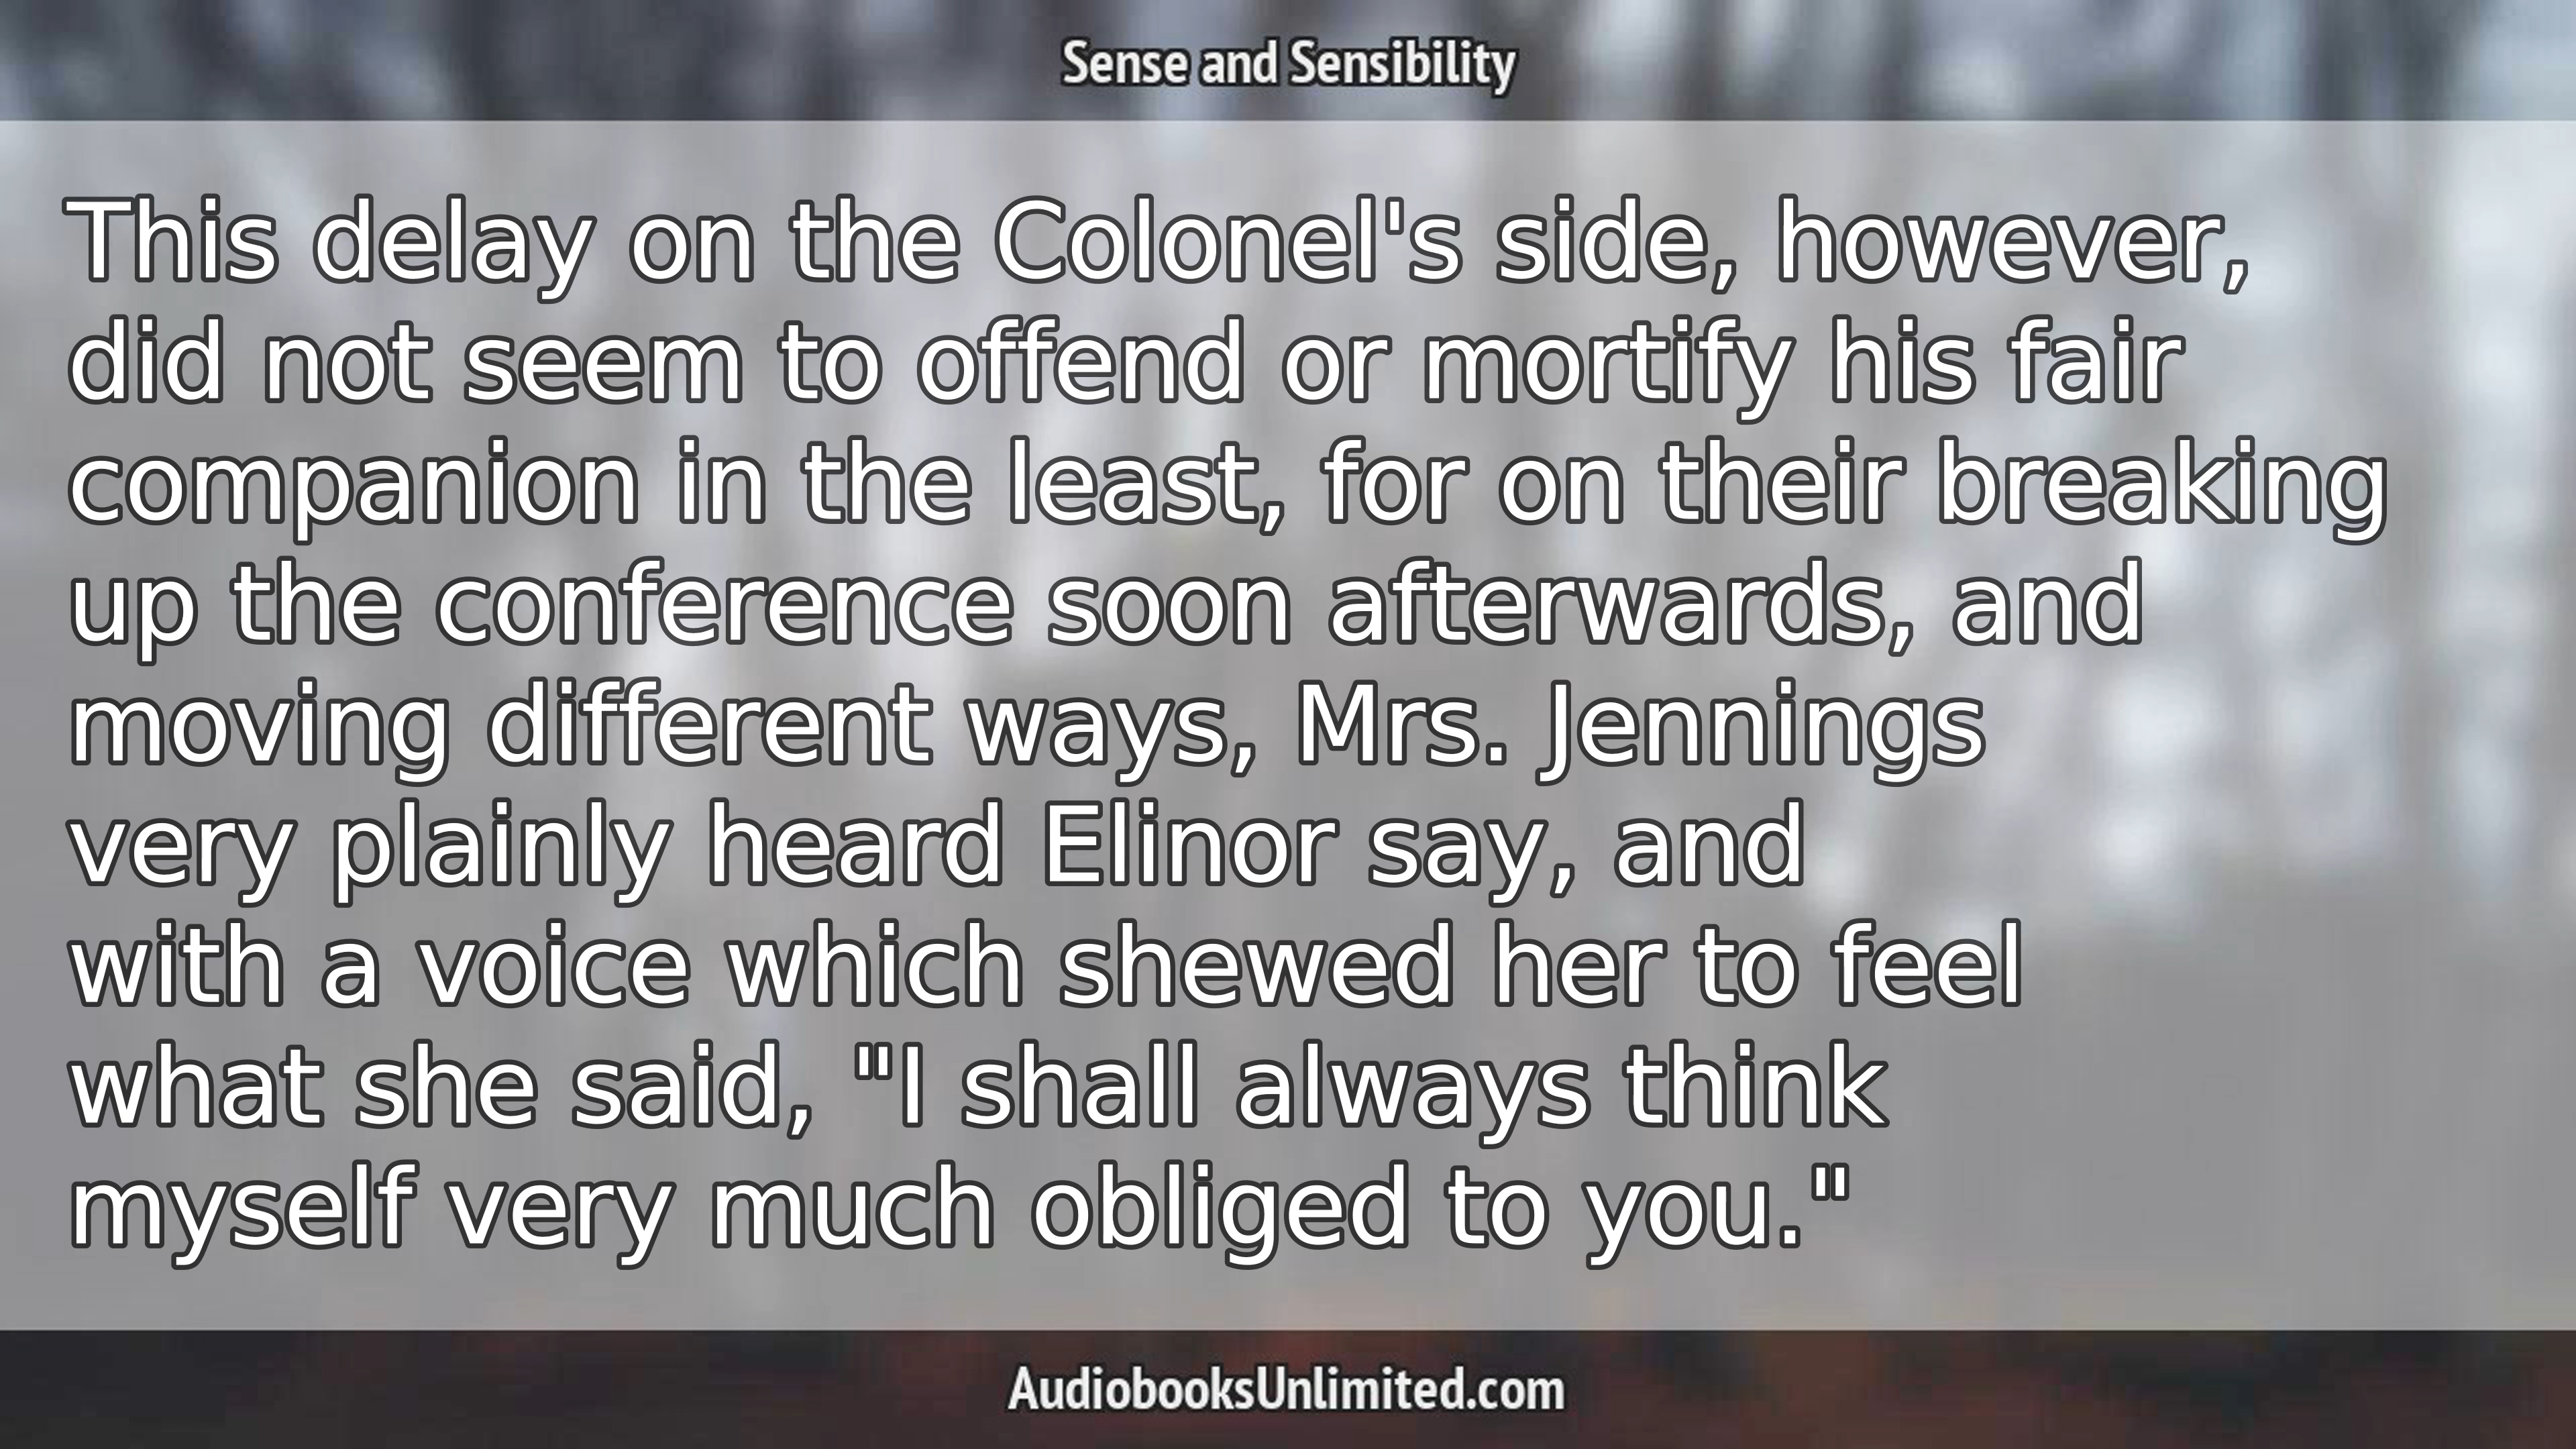 Sense and Sensibility
This delay on the Colonel's side, however,
did not seem to offend or mortify his fair
companion in the least, for on their breaking
up the conference soon afterwards, and
moving different ways, Mrs. Jennings
very plainly heard Elinor say, and
with a voice which shewed her to feel
what she said, "I shall always think
myself very much obliged to you."
AudiobooksUnlimited.com